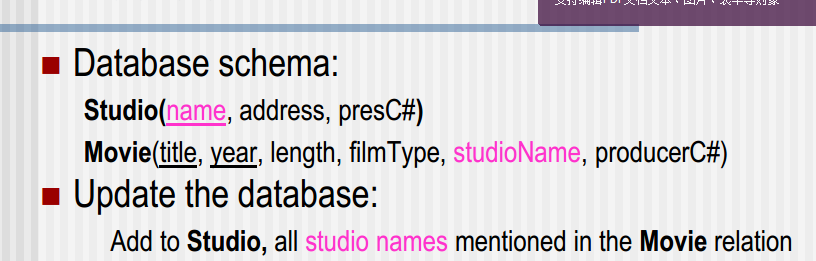 支持编辑PDF文档文本、图片、表单等对象
Database schema:
Studio(name, address, presC#)
Movie(title, year, length, filmType, studioName, producerC#)
Update the database:
Add to Studio, all studio names mentioned in the Movie relation